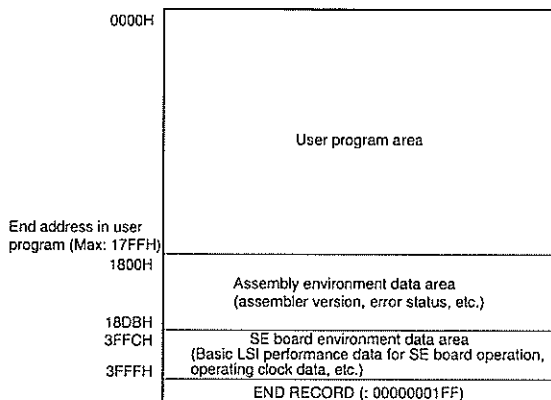 0000H
User program area
End address in user
program (Max: 17FFH)
1800H
Assembly environment data area
(assembler version, error status, etc.)
18DBH
3FFCH
SE board environment data area
(Basic LSI performance data for SE board operation,
operating clock data, etc.)
3FFFH
END RECORD (: 00000001FF)